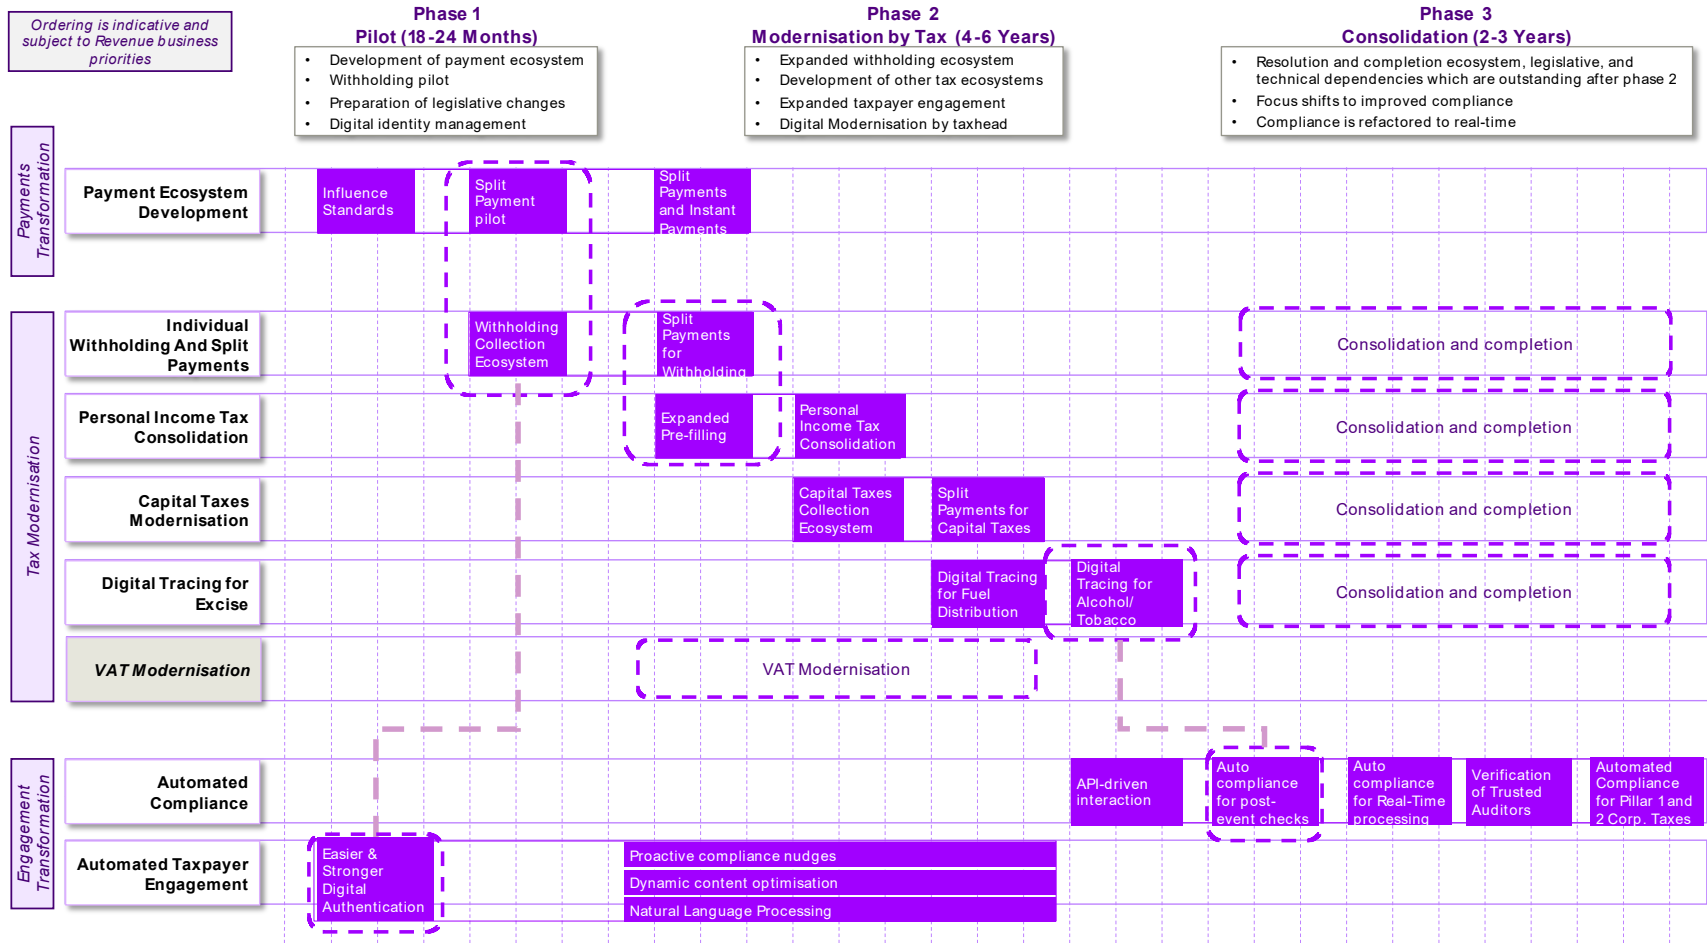 Ordering is indicative and
subject to Revenue business
priorities
Phase 1
Pilot (18-24 Months)
• Development of payment ecosystem
• Withholding pilot
• Preparation of legislative changes
• Digital identity management
Phase 2
Modernisation by Tax (4-6 Years)
• Expanded withholding ecosystem
• Development of other tax ecosystems
• Expanded taxpayer engagement
• Digital Modernisation by taxhead
Phase 3
Consolidation (2-3 Years)
• Resolution and completion ecosystem, legislative, and
technical dependencies which are outstanding after phase 2
• Focus shifts to improved compliance
• Compliance is refactored to real-time
Payments
Transformation
Payment Ecosystem
Development
Influence
Standards
Split
Payment
pilot
Split
Payments
and Instant
Payments
Tax Modernisation
Individual
Withholding And Split
Payments
Withholding
Collection
Ecosystem
Split
Payments
for
Withholding
Consolidation and completion
Personal Income Tax
Consolidation
Expanded
Pre-filling
Personal
Income Tax
Consolidation
Consolidation and completion
Capital Taxes
Modernisation
Capital Taxes
Collection
Ecosystem
Split
Payments for
Capital Taxes
Consolidation and completion
Digital Tracing for
Excise
Digital Tracing
for Fuel
Distribution
Digital
Tracing for
Alcohol/
Tobacco
Consolidation and completion
VAT Modernisation
VAT Modernisation
Engagement
Transformation
Automated
Compliance
API-driven
interaction
Auto
compliance
for post-
event checks
Auto
compliance
for Real-Time
processing
Verification
of Trusted
Auditors
Automated
Compliance
for Pillar 1 and
2 Corp. Taxes
Automated Taxpayer
Engagement
Easier &
Stronger
Digital
Authentication
Proactive compliance nudges
Dynamic content optimisation
Natural Language Processing